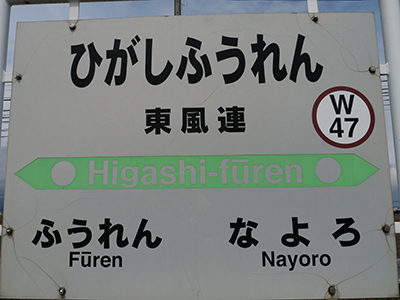 ひがしふうれん
東風連
W
47
Higashi-fūren
ふうれん なよろ
Fūren Nayoro